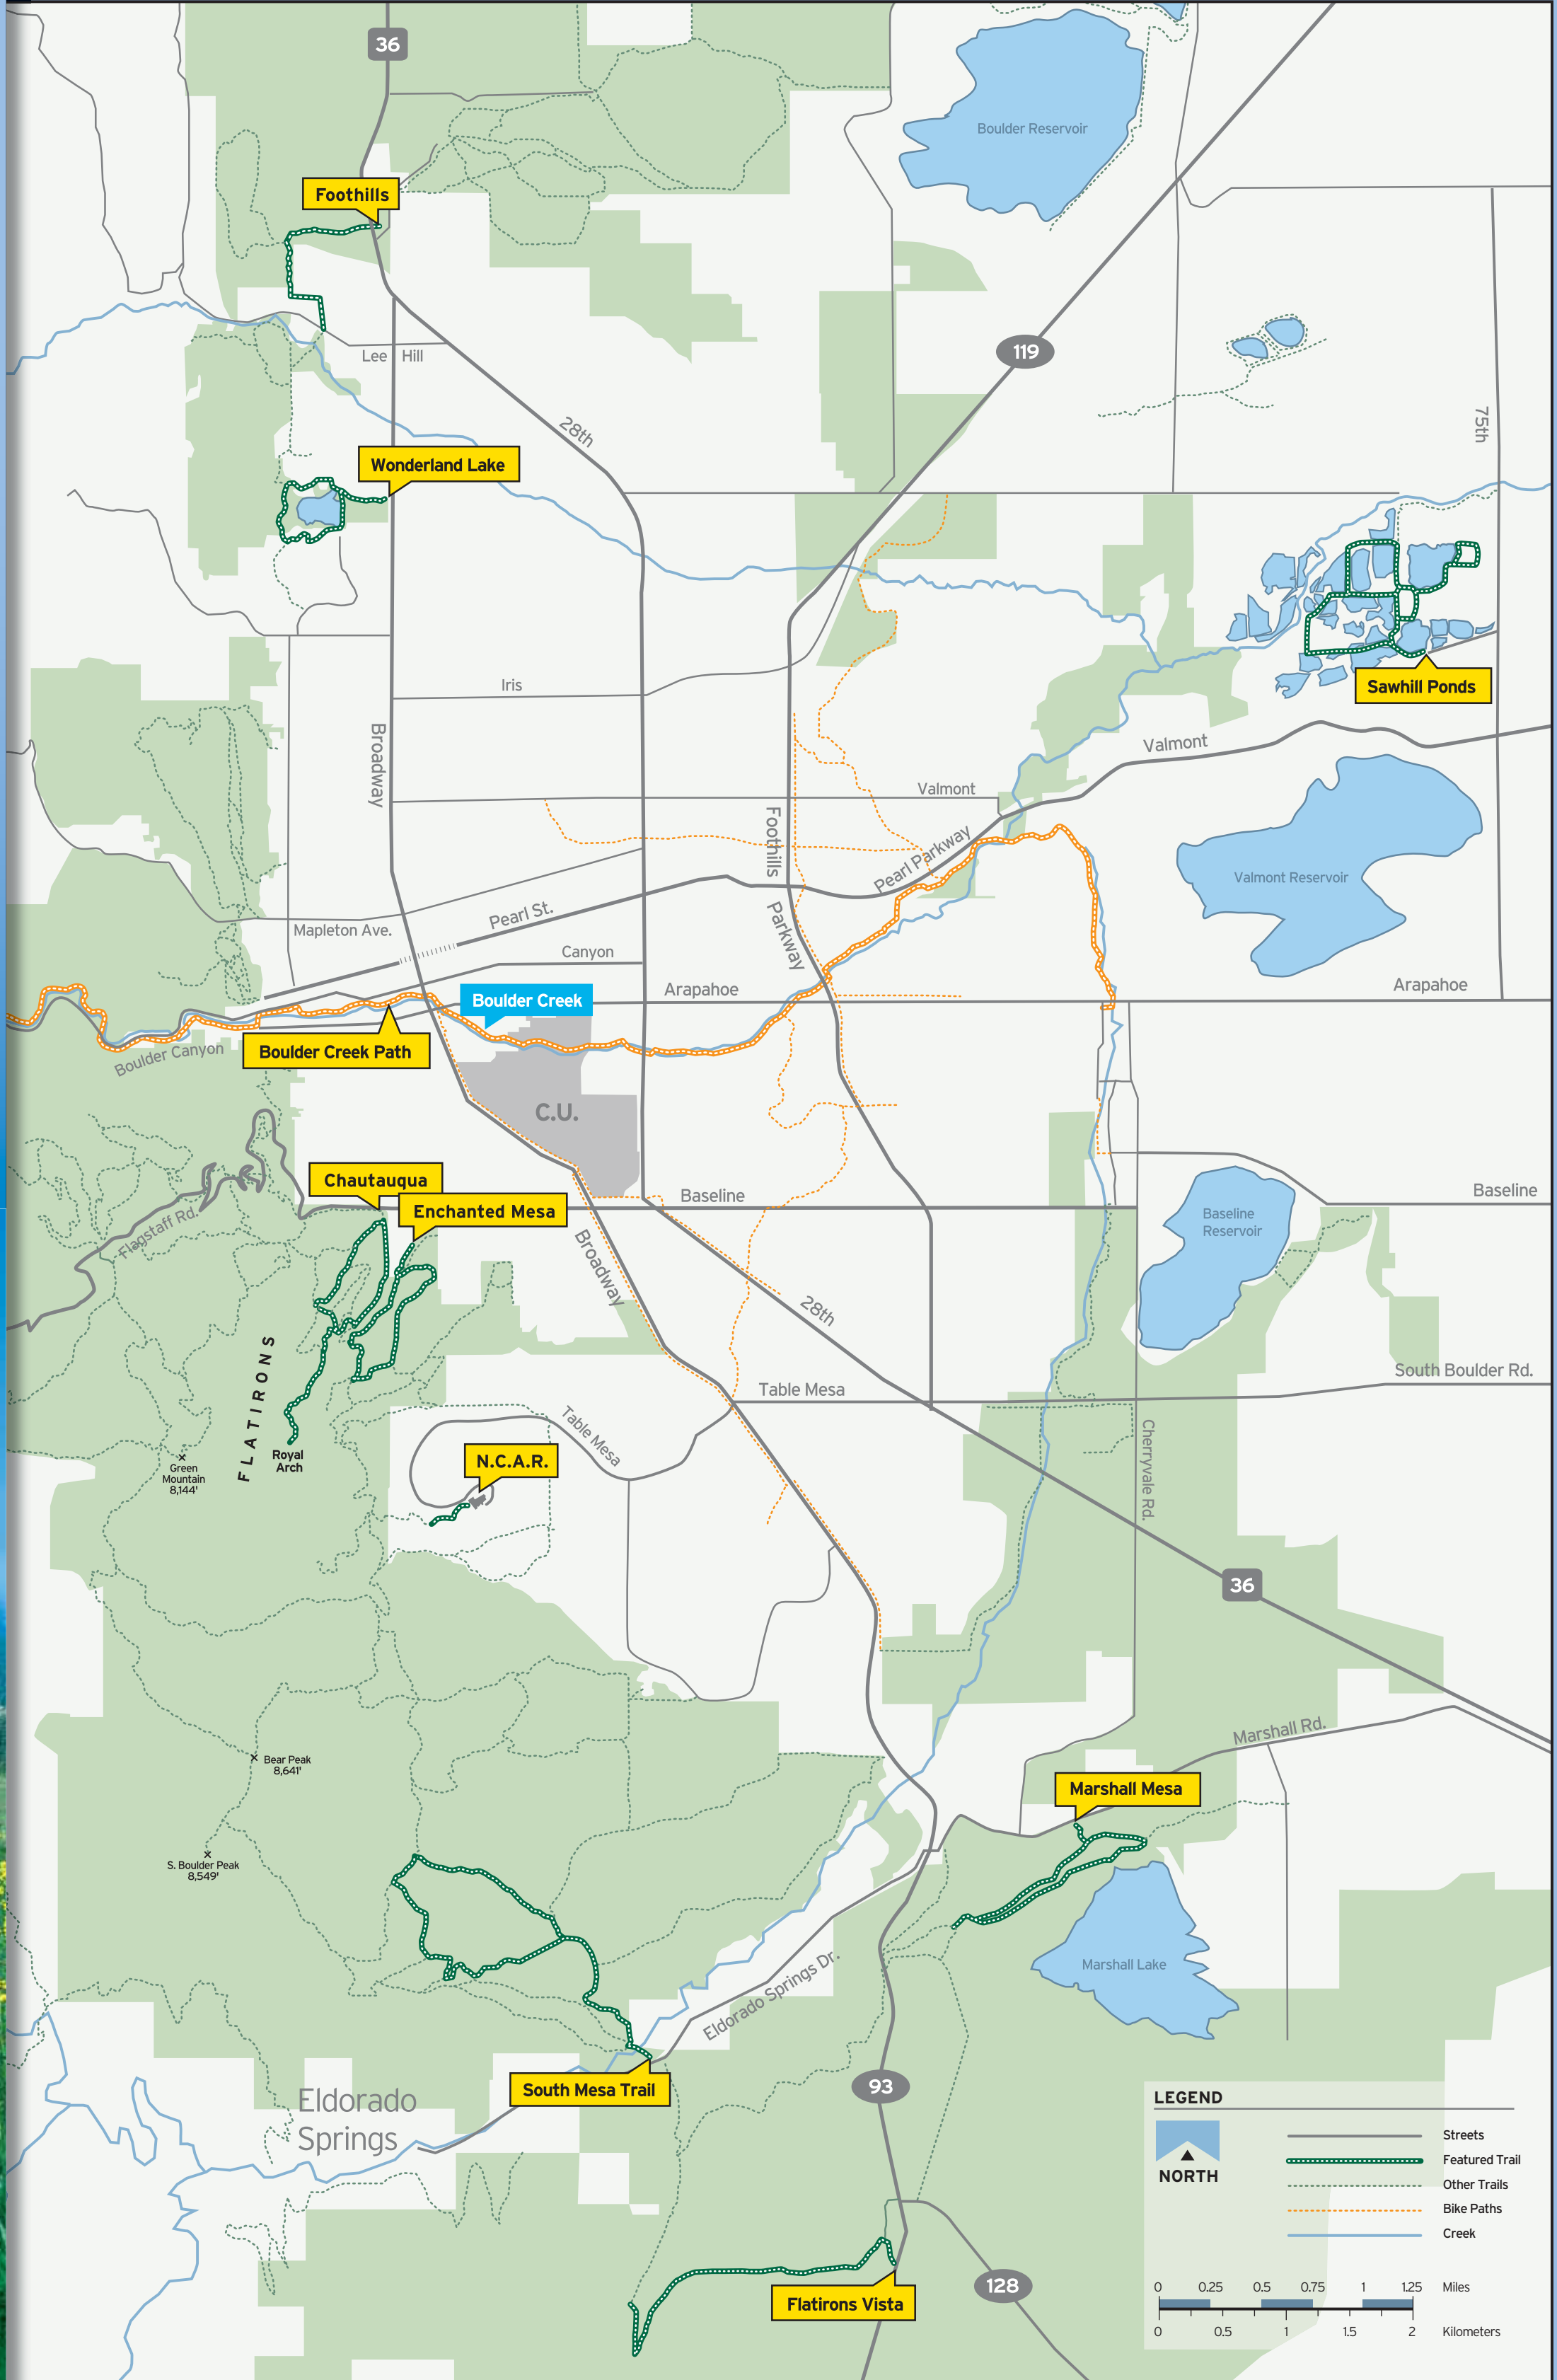 36
Boulder Reservoir
Foothills
119
Lee Hill
28th
75th
Wonderland Lake
Sawhill Ponds
Iris
Broadway
Valmont
Valmont
Foothills
Parkway
Pearl Parkway
Valmont Reservoir
Pearl St.
Mapleton Ave.
Canyon
Arapahoe
Arapahoe
Boulder Creek
Boulder Creek Path
Boulder Canyon
C.U.
Chautauqua
Enchanted Mesa
Baseline
Baseline
Baseline
Reservoir
Flagstaff Rd.
Broadway
28th
FLATIRONS
Table Mesa
South Boulder Rd.
Table Mesa
Cherryvale Rd.
Royal
Arch
Green
Mountain
8,144'
N.C.A.R.
36
Marshall Rd.
Bear Peak
8,641'
Marshall Mesa
S. Boulder Peak
8,549'
Marshall Lake
Eldorado Springs Dr.
South Mesa Trail
93
Eldorado
Springs
LEGEND
NORTH
Streets
Featured Trail
Other Trails
Bike Paths
Creek
128
Flatirons Vista
0 0.25 0.5 0.75 1 1.25 Miles
0 0.5 1 1.5 2 Kilometers